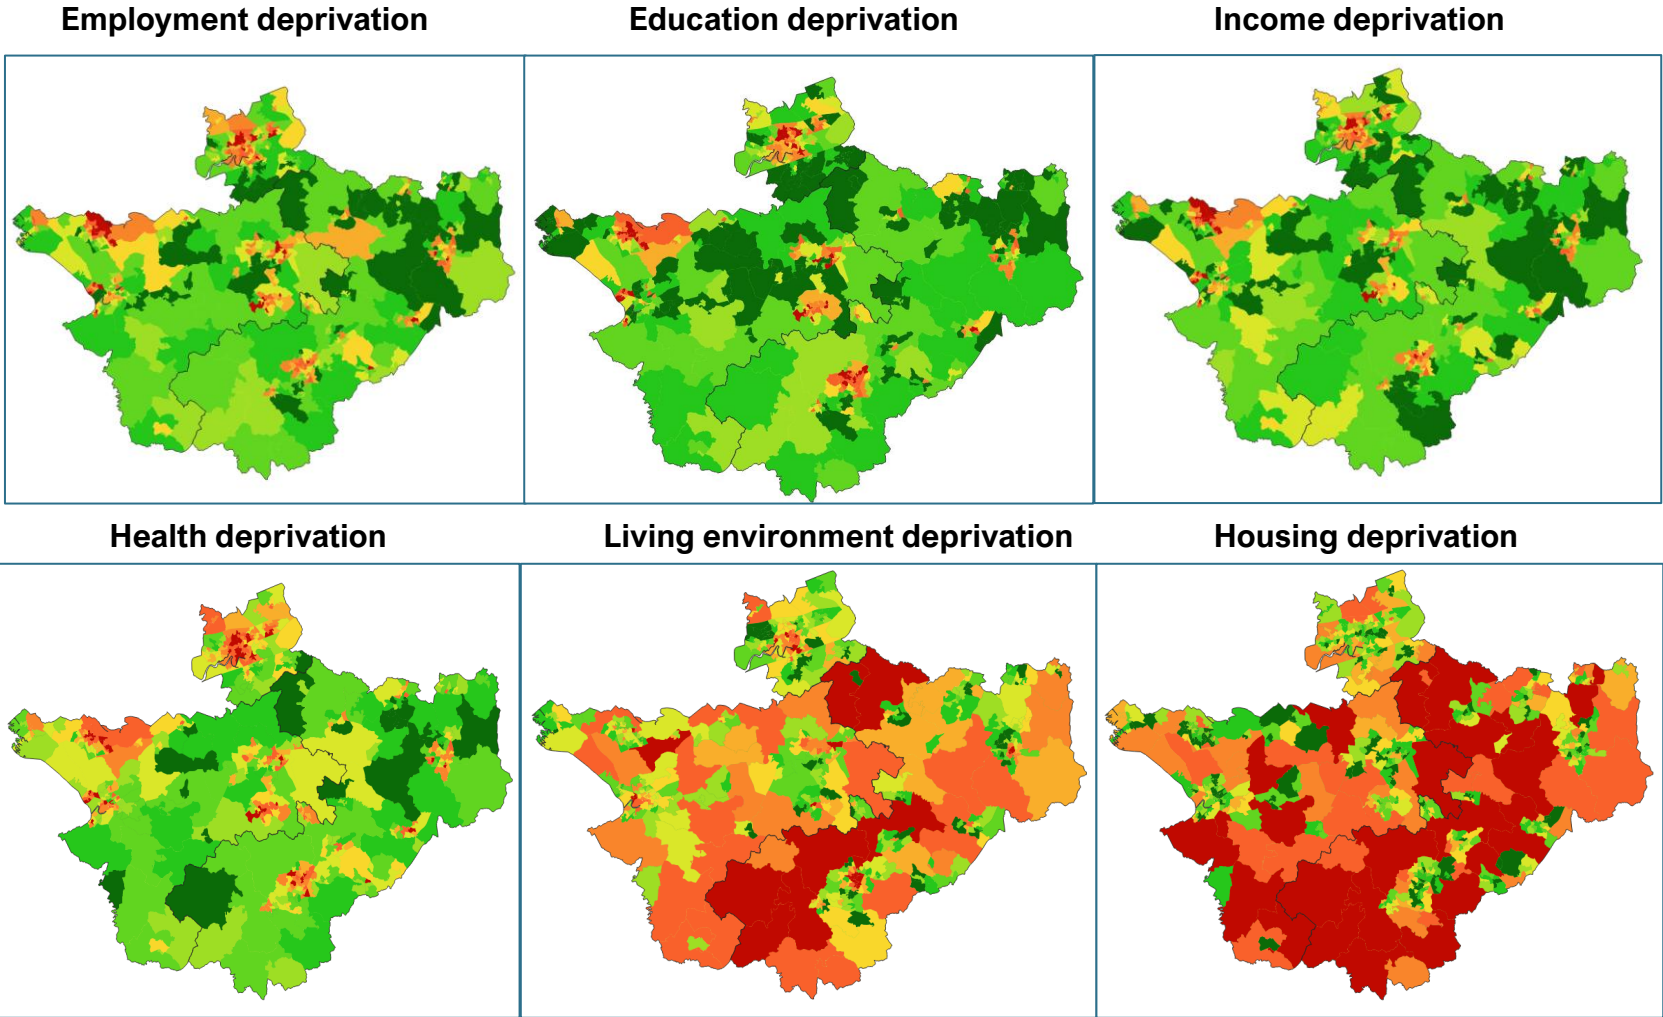 Employment deprivation
Education deprivation
Income deprivation
Health deprivation
Living environment deprivation
Housing deprivation